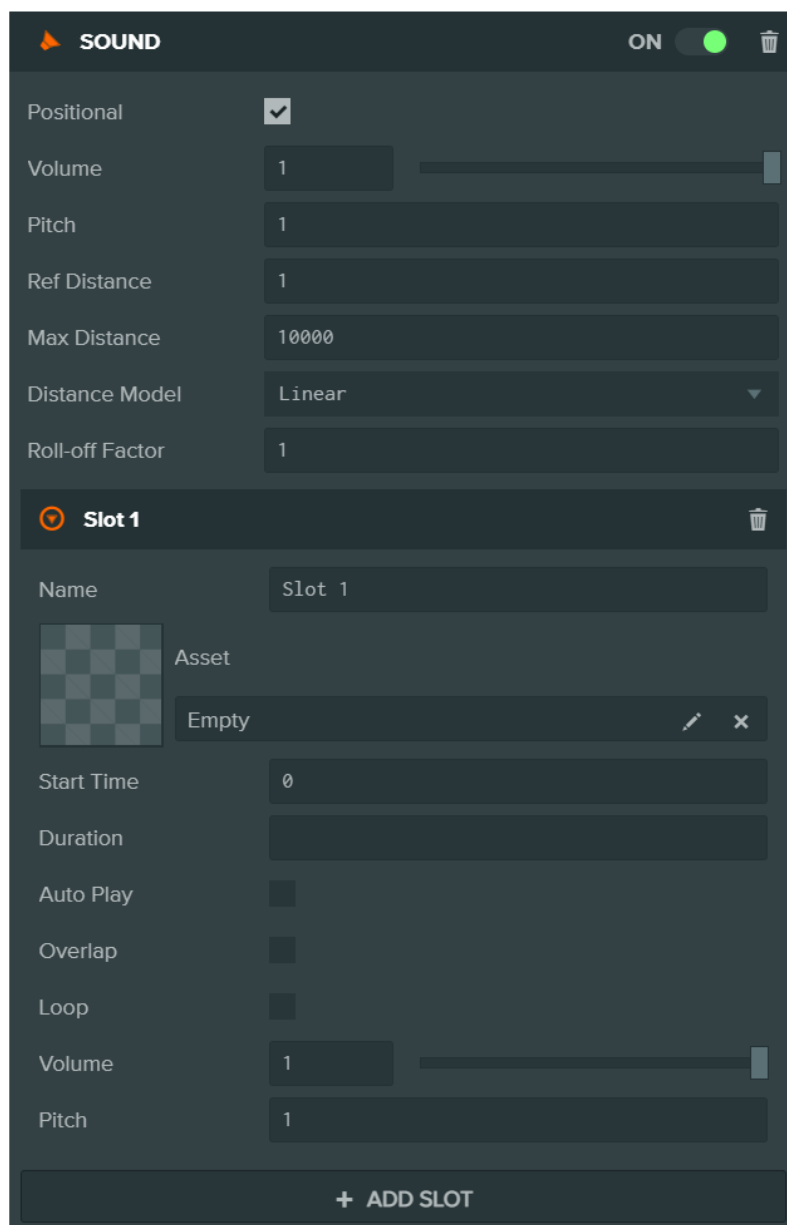 SOUND ON
Positional
Volume 1
Pitch 1
Ref Distance 1
Max Distance 10000
Distance Model Linear
Roll-off Factor 1
Slot 1
Name Slot 1
Asset
Empty
Start Time 0
Duration
Auto Play
Overlap
Loop
Volume 1
Pitch 1
+ ADD SLOT